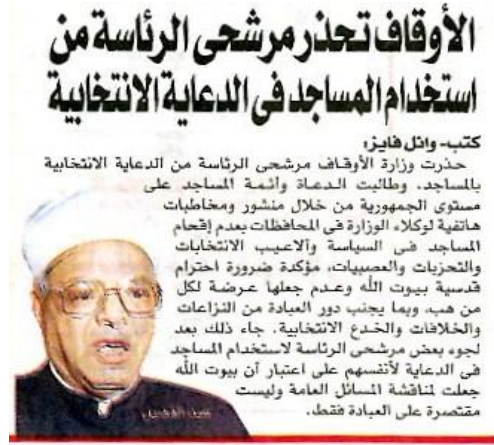 الأوقاف تحذر مرشحى الرئاسة من
استخدام المساجد فى الدعاية الانتخابية
كتب- وائل فايز:
حذرت وزارة الأوقاف مرشحى الرئاسة من الدعاية الانتخابية
بالمساجد، وطالبت الدعاة وأئمة المساجد على
مستوى الجمهورية من خلال منشور ومخاطبات
هاتفية لوكلاء الوزارة فى المحافظات بعدم إقحام
المساجد فى السياسة وألاعيب الانتخابات
والتحزبات والعصبيات، مؤكدة ضرورة احترام
قدسية بيوت الله وعدم جعلها عرضة لكل
من هب، وبما يجنب دور العبادة من النزاعات
والخلافات والخدع الانتخابية. جاء ذلك بعد
لجوء بعض مرشحى الرئاسة لاستخدام المساجد
فى الدعاية لأنفسهم على اعتبار أن بيوت الله
جعلت لمناقشة المسائل العامة وليست
مقتصرة على العبادة فقط.